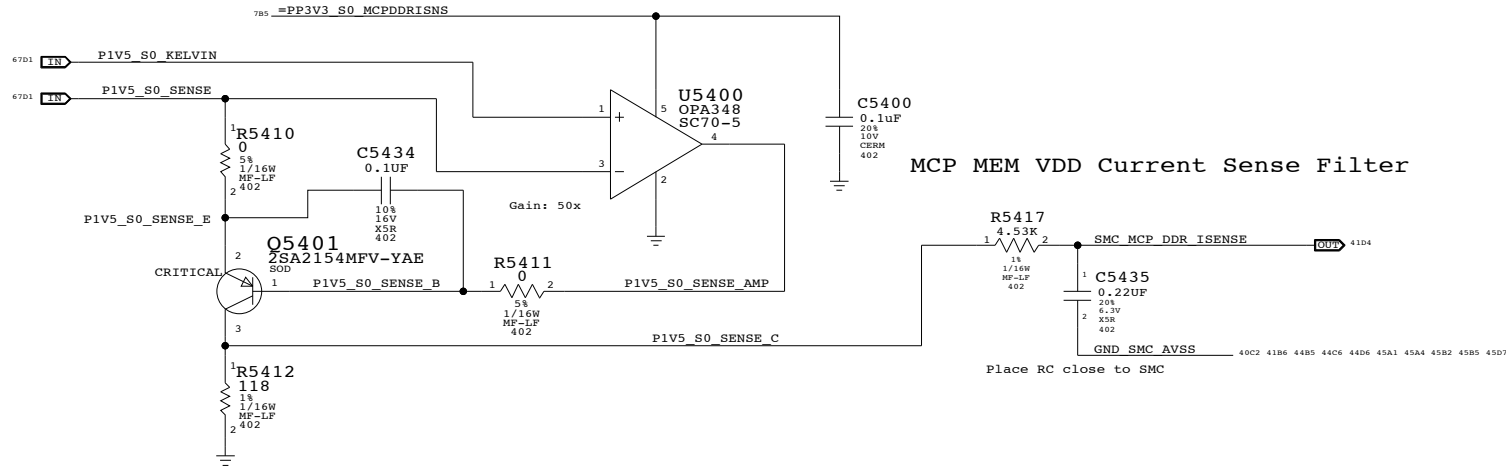 7B5 =PP3V3_S0_MCPDDRISNS
67D1 IN P1V5_S0_KELVIN
67D1 IN P1V5_S0_SENSE
U5400
OPA348
SC70-5
1
+
5
4
3
−
2
C5400
0.1uF
20%
10V
CERM
402
1
R5410
0
5%
1/16W
MF-LF
402
2
C5434
0.1UF
10%
16V
X5R
402
Gain: 50x
MCP MEM VDD Current Sense Filter
P1V5_S0_SENSE_E
Q5401
2SA2154MFV-YAE
SOD
CRITICAL
2
1
3
P1V5_S0_SENSE_B
R5411
0
1
2
5%
1/16W
MF-LF
402
P1V5_S0_SENSE_AMP
R5417
4.53K
1
2
1%
1/16W
MF-LF
402
SMC_MCP_DDR_ISENSE
OUT 41D4
1
C5435
0.22UF
20%
6.3V
X5R
402
2
P1V5_S0_SENSE_C
GND_SMC_AVSS
40C2 41B6 44B5 44C6 44D6 45A1 45A4 45B2 45B5 45D7
Place RC close to SMC
1
R5412
118
1%
1/16W
MF-LF
402
2